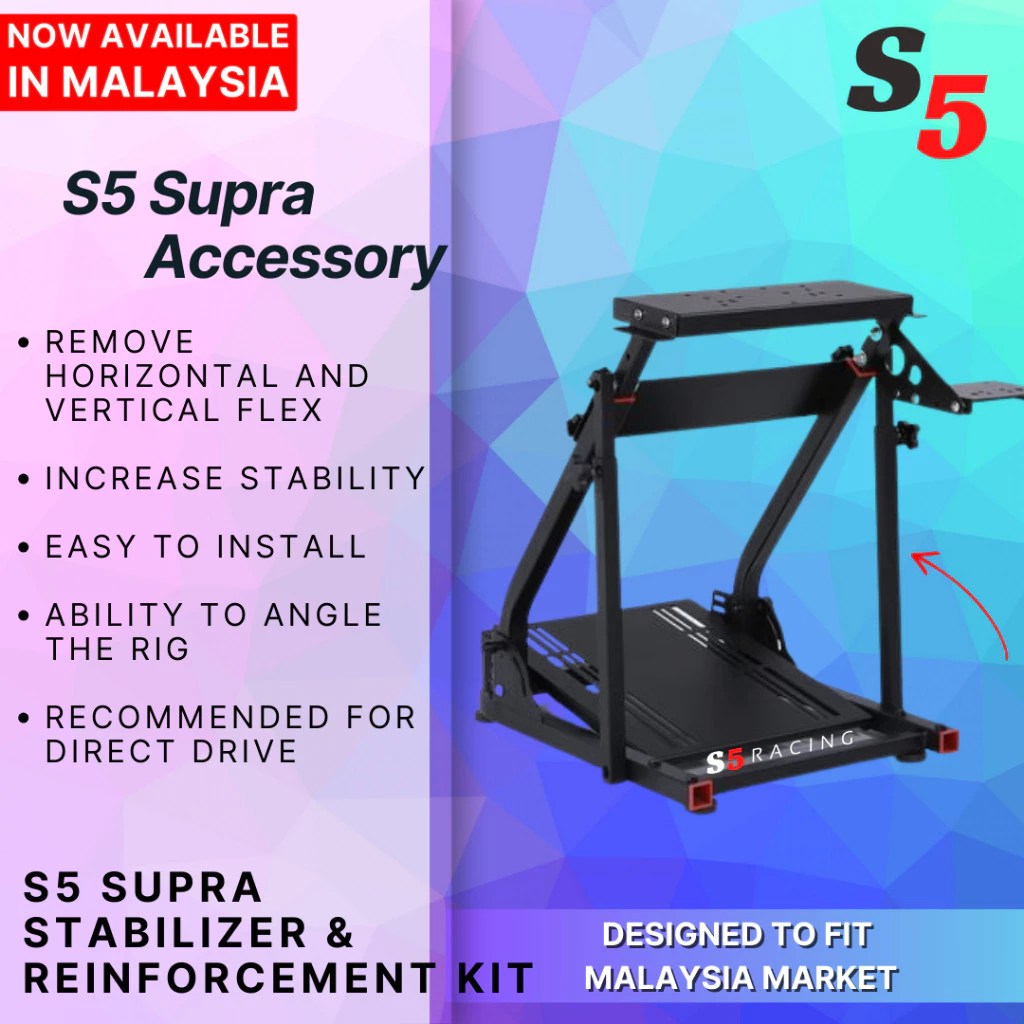 NOW AVAILABLE
IN MALAYSIA
S5
S5 Supra
Accessory
• REMOVE
HORIZONTAL AND
VERTICAL FLEX
• INCREASE STABILITY
• EASY TO INSTALL
• ABILITY TO ANGLE
THE RIG
• RECOMMENDED FOR
DIRECT DRIVE
S5 RACING
S5 SUPRA
STABILIZER &
REINFORCEMENT KIT
DESIGNED TO FIT
MALAYSIA MARKET